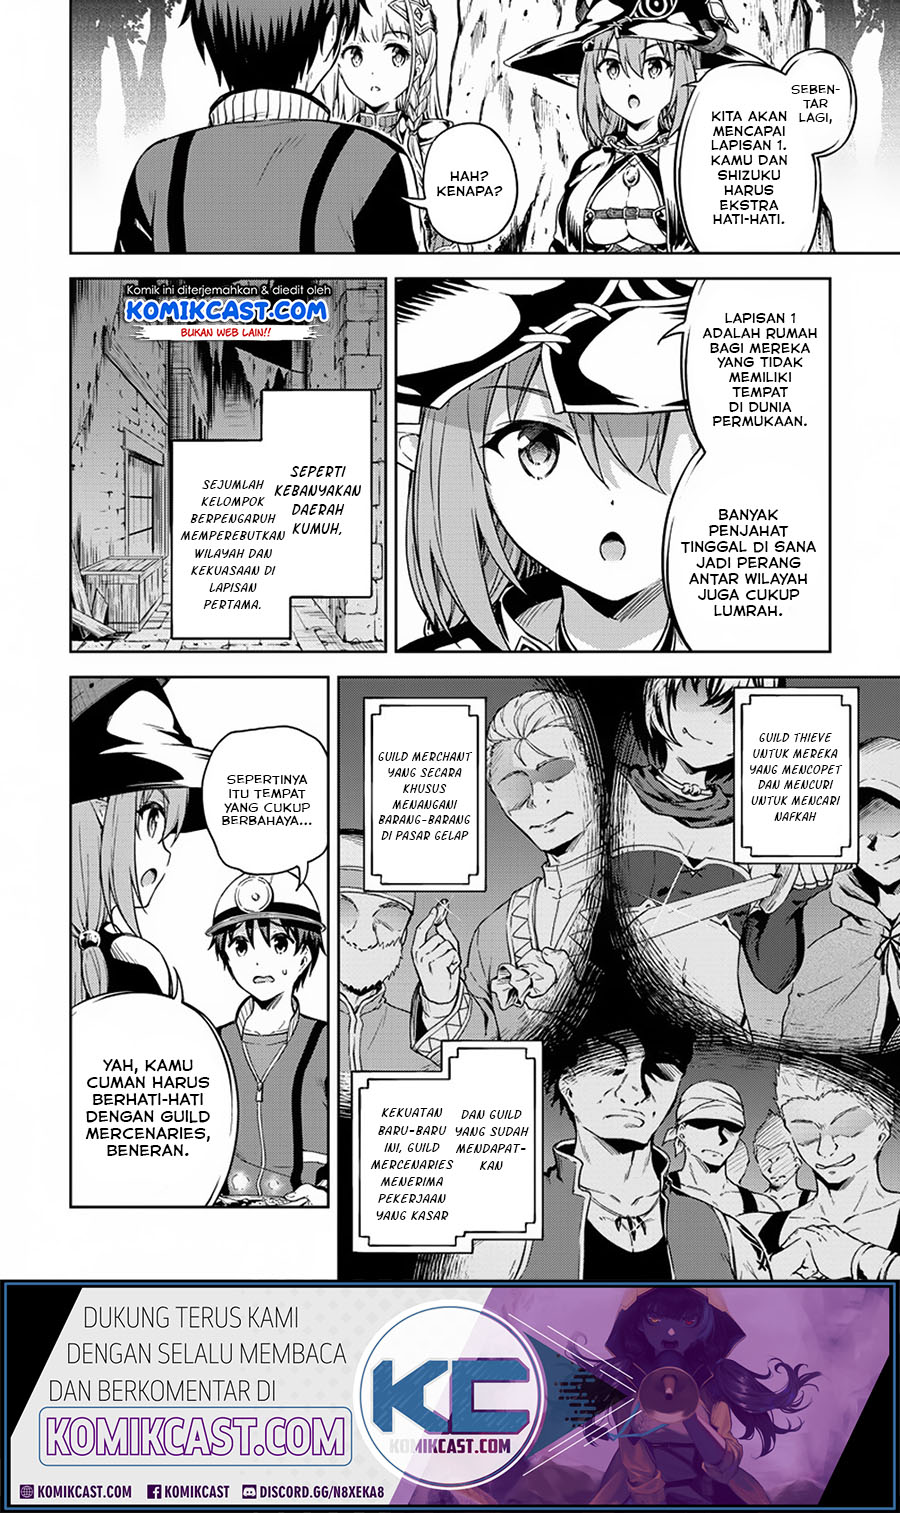 SEBEN-
TAR
LAGI,
KITA AKAN
MENCAPAI
LAPISAN 1.
KAMU DAN
SHIZUKU
HARUS
EKSTRA
HATI-HATI.
HAH?
KENAPA?
LAPISAN 1
ADALAH RUMAH
BAGI MEREKA
YANG TIDAK
MEMILIKI
TEMPAT
DI DUNIA
PERMUKAAN.
BANYAK
PENJAHAT
TINGGAL DI SANA
JADI PERANG
ANTAR WILAYAH
JUGA CUKUP
LUMRAH.
Komik ini diterjemahkan & diedit oleh
KOMIKCAST.COM
BUKAN WEB LAIN!!
SEPERTI
KEBANYAKAN
DAERAH
KUMUH,
SEJUMLAH
KELOMPOK
BERPENGARUH
MEMPEREBUTKAN
WILAYAH DAN
KEKUASAAN DI
LAPISAN
PERTAMA.
GUILD THIEVE
UNTUK MEREKA
YANG MENCOPET
DAN MENCURI
UNTUK MENCARI
NAFKAH
GUILD MERCHANT
YANG SECARA
KHUSUS
MENANGANI
BARANG-BARANG
DI PASAR GELAP
DAN GUILD
YANG SUDAH
MENDAPAT-
KAN
KEKUATAN
BARU-BARU
INI, GUILD
MERCENARIES
MENERIMA
PEKERJAAN
YANG KASAR
SEPERTINYA
ITU TEMPAT
YANG CUKUP
BERBAHAYA...
YAH, KAMU
CUMAN HARUS
BERHATI-HATI
DENGAN GUILD
MERCENARIES,
BENERAN.
DUKUNG TERUS KAMI
DENGAN SELALU MEMBACA
DAN BERKOMENTAR DI
KOMIKCAST.COM
KC
KOMIKCAST.COM
KOMIKCAST.COM KOMIKCAST DISCORD.GG/N8XEKA8